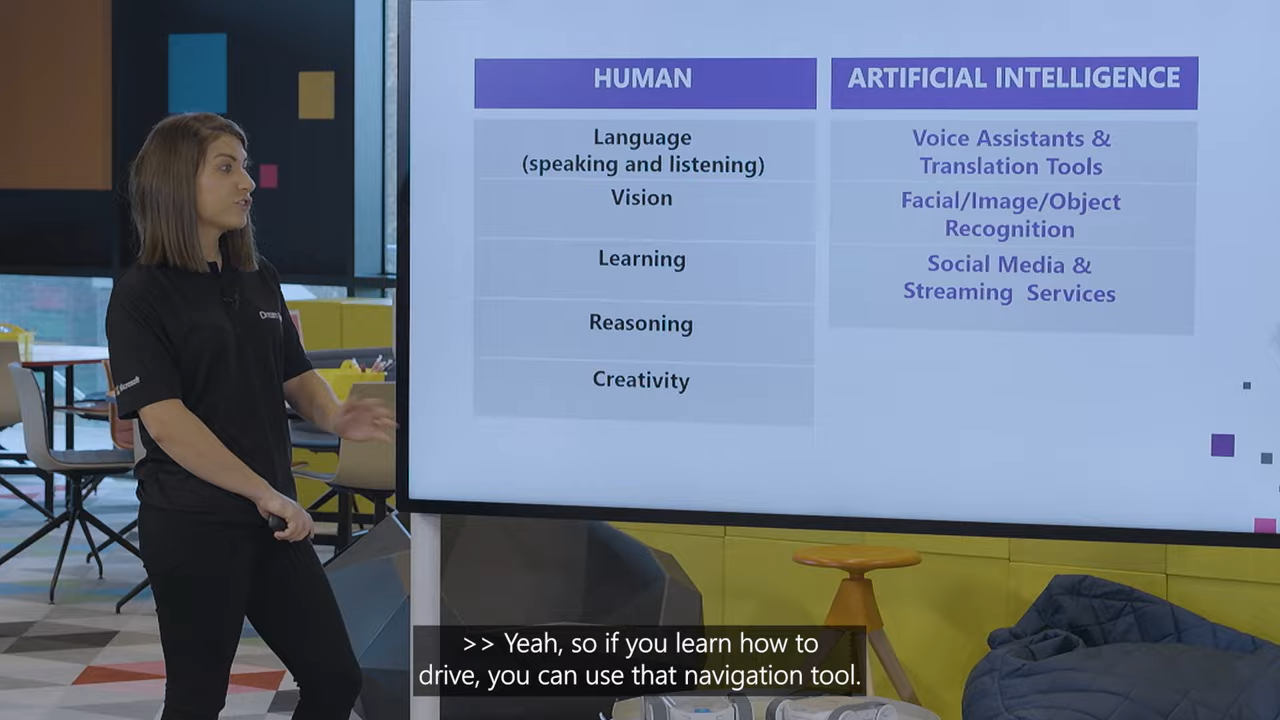 HUMAN
ARTIFICIAL INTELLIGENCE
Language
(speaking and listening)
Vision
Learning
Reasoning
Creativity
Voice Assistants &
Translation Tools
Facial/Image/Object
Recognition
Social Media &
Streaming Services
Microsoft
>> Yeah, so if you learn how to
drive, you can use that navigation tool.